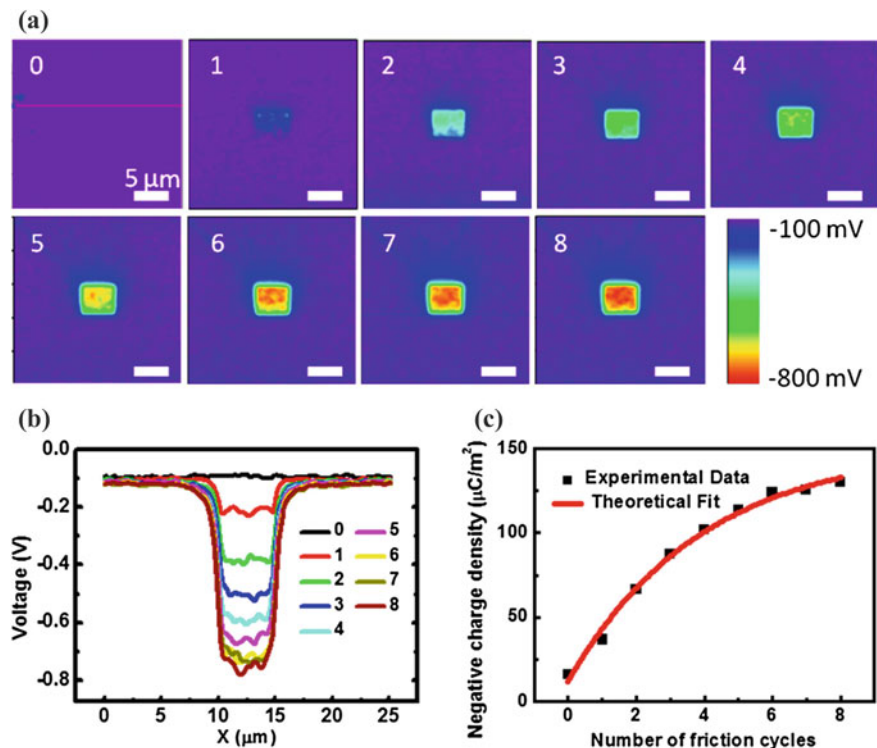 (a)
0
5 μm
1
2
3
4
5
6
7
8
-100 mV
-800 mV
(b)
0.0
-0.2
-0.4
-0.6
-0.8
Voltage (V)
0 5
1 6
2 7
3 8
4
0 5 10 15 20 25
X (μm)
(c)
150
100
50
0
Negative charge density (μC/m²)
Experimental Data
Theoretical Fit
0 2 4 6 8
Number of friction cycles